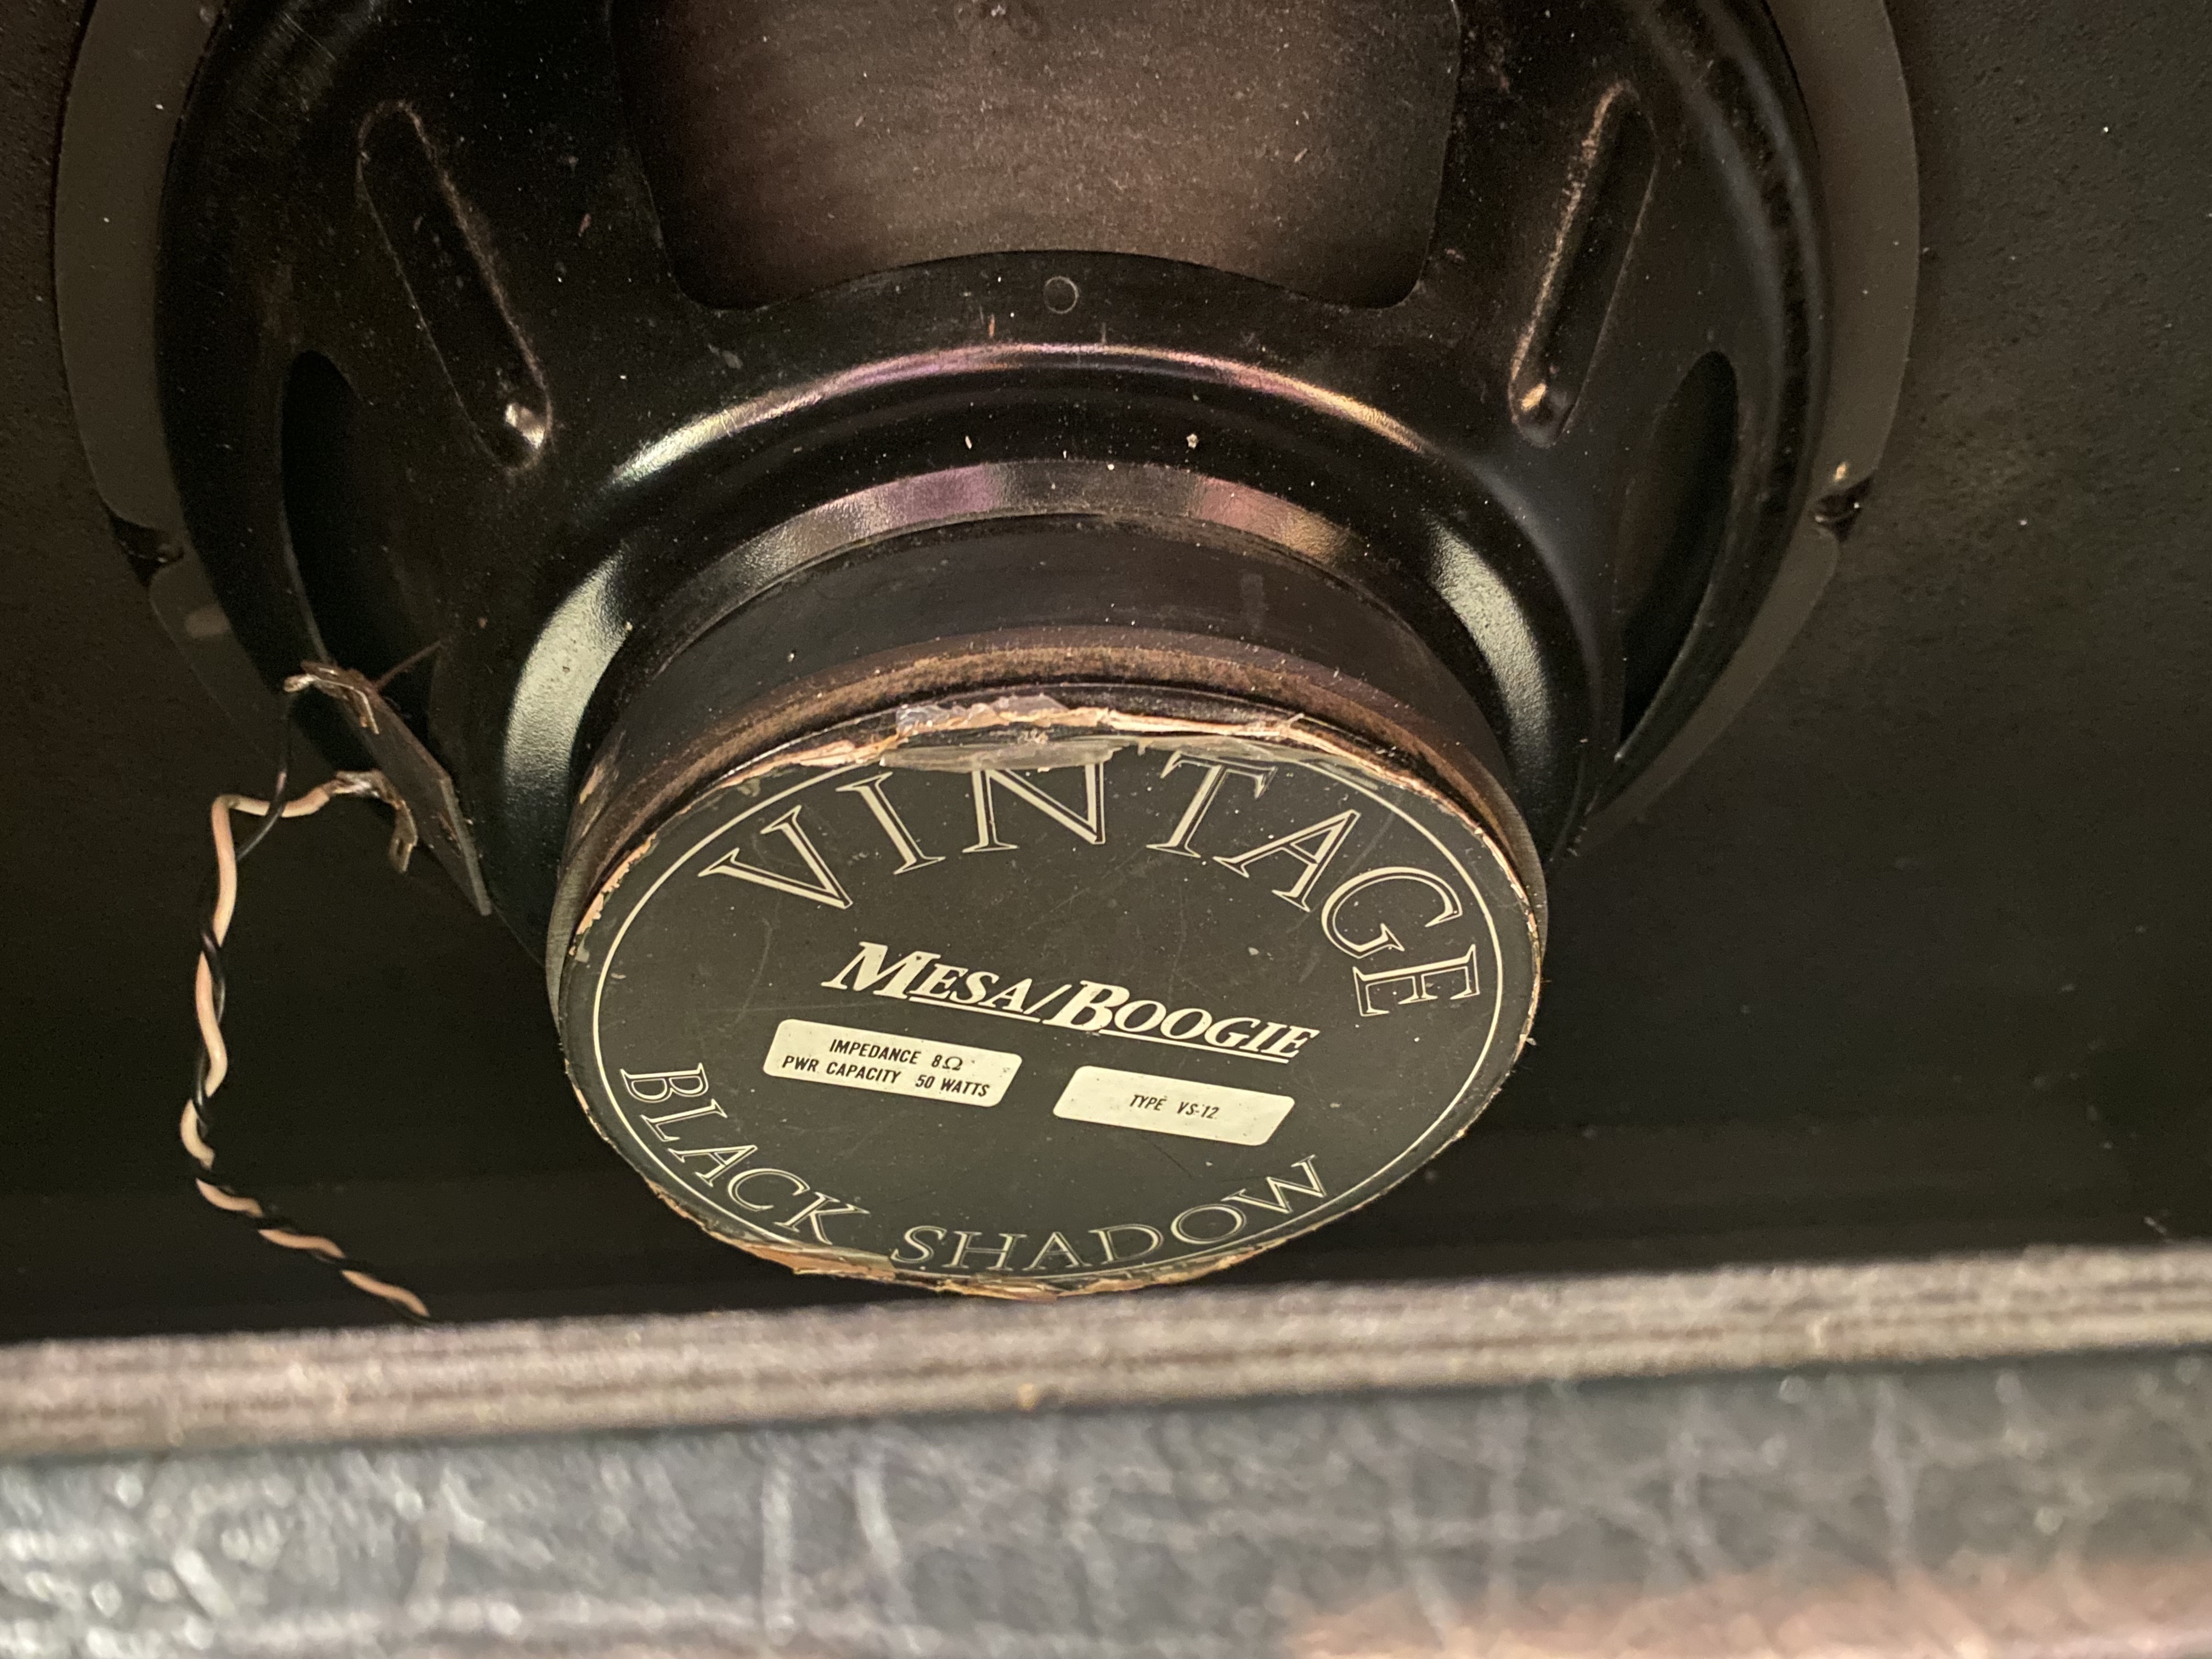 VINTAGE
MESA/BOOGIE
IMPEDANCE 8Ω
PWR CAPACITY 50 WATTS
TYPE VS-12
BLACK SHADOW